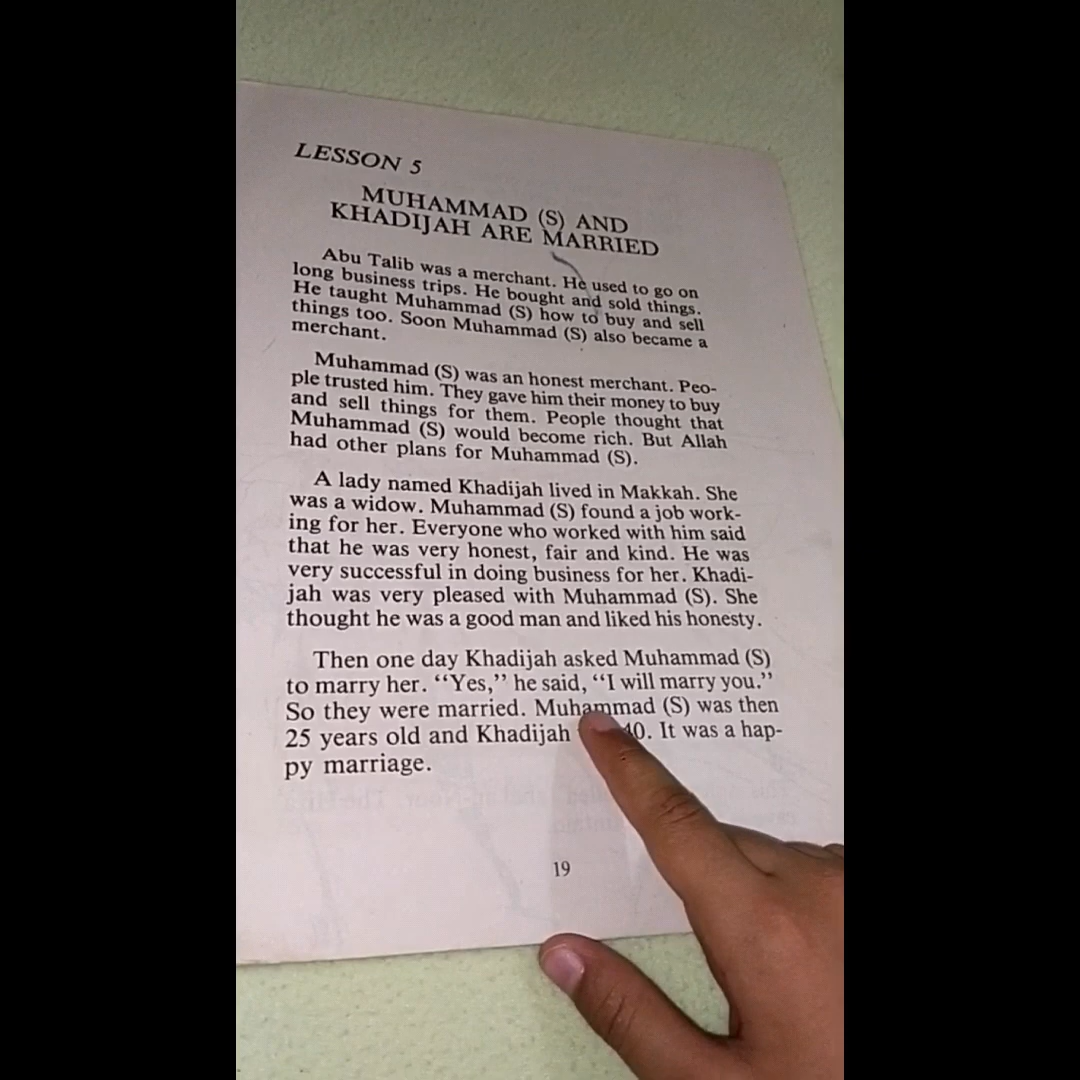 LESSON 5
MUHAMMAD (S) AND
KHADIJAH ARE MARRIED
Abu Talib was a merchant. He used to go on
long business trips. He bought and sold things.
He taught Muhammad (S) how to buy and sell
things too. Soon Muhammad (S) also became a
merchant.
Muhammad (S) was an honest merchant. Peo-
ple trusted him. They gave him their money to buy
and sell things for them. People thought that
Muhammad (S) would become rich. But Allah
had other plans for Muhammad (S).
A lady named Khadijah lived in Makkah. She
was a widow. Muhammad (S) found a job work-
ing for her. Everyone who worked with him said
that he was very honest, fair and kind. He was
very successful in doing business for her. Khadi-
jah was very pleased with Muhammad (S). She
thought he was a good man and liked his honesty.
Then one day Khadijah asked Muhammad (S)
to marry her. “Yes,” he said, “I will marry you.”
So they were married. Muhammad (S) was then
25 years old and Khadijah 40. It was a hap-
py marriage.
19